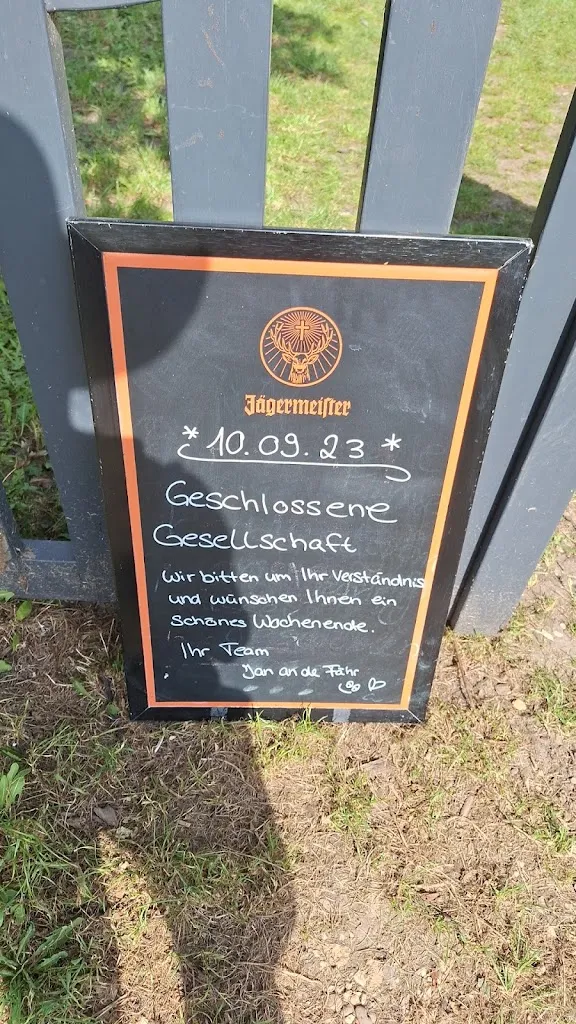 Jägermeister
* 10.09.23 *
Geschlossene
Gesellschaft
Wir bitten um Ihr Verständnis
und wünschen Ihnen ein
Schönes Wochenende.
Ihr Team
Jan an de Fähr